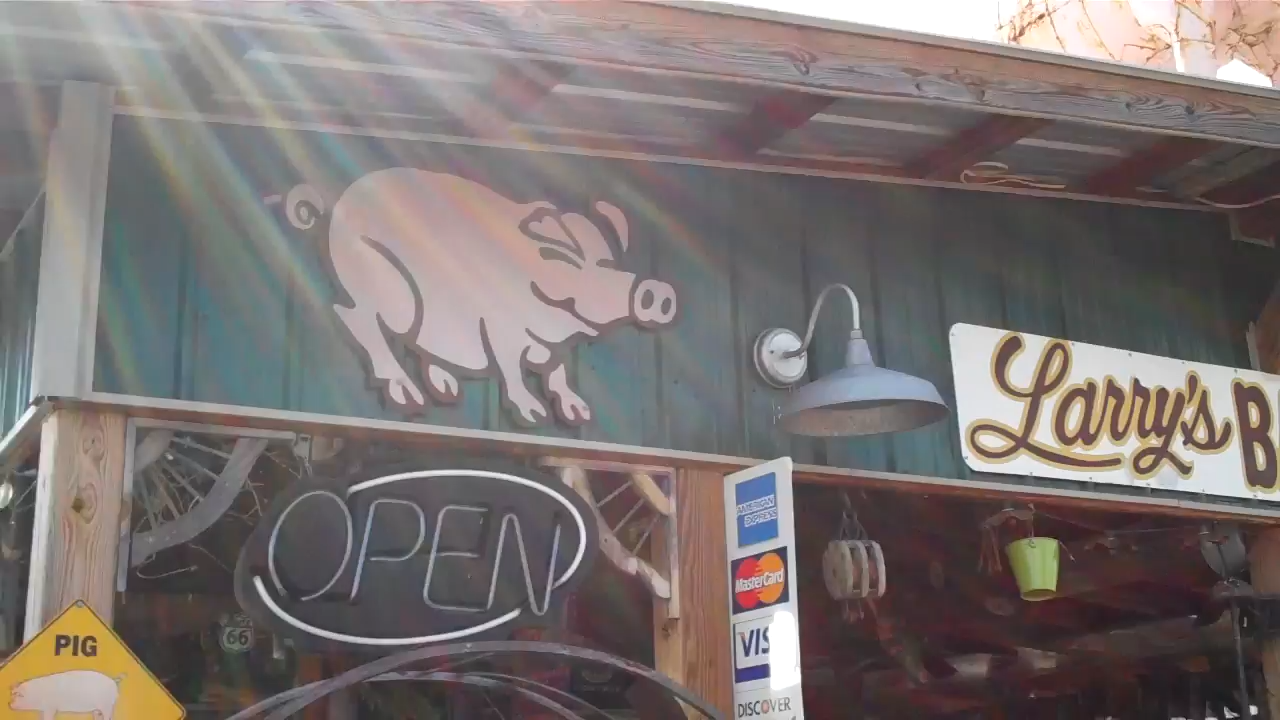 Larry's B
OPEN
AMERICAN
EXPRESS
MasterCard
VIS
DISCOVER
66
PIG